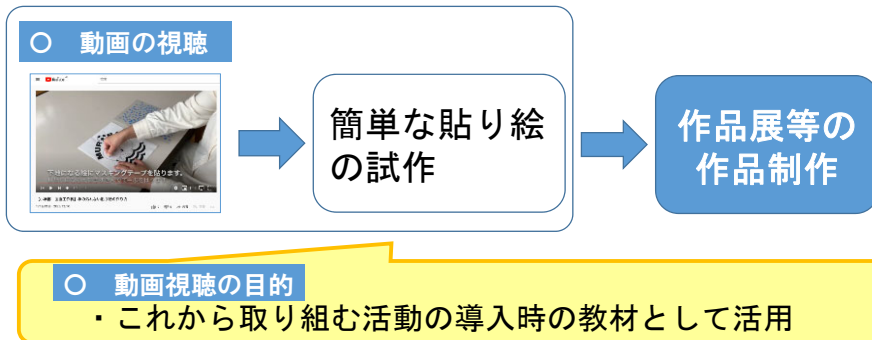 ○　動画の視聴
下地になる絵にマスキングテープを貼ります。
簡単な貼り絵
の試作
作品展等の
作品制作
○　動画視聴の目的
・これから取り組む活動の導入時の教材として活用